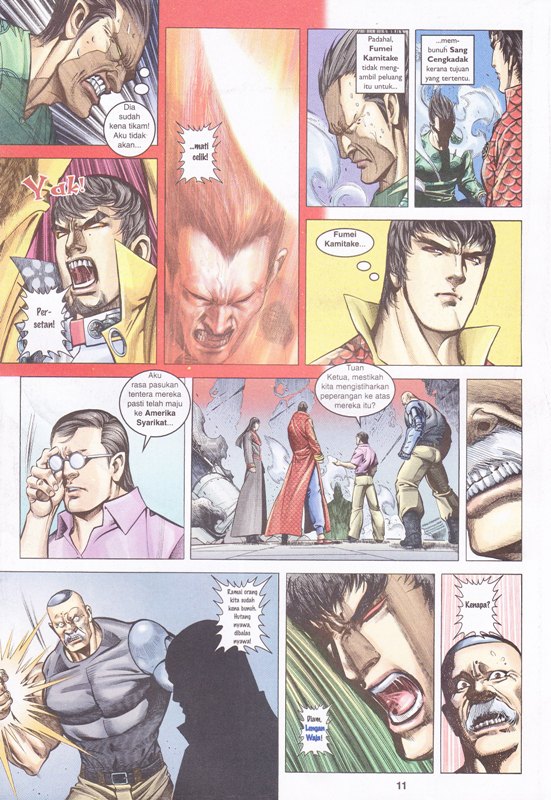 Dia
sudah
kena tikam!
Aku tidak
akan...
...mati
celik!
Padahal,
Fumei
Kamitake
tidak meng-
ambil peluang
itu untuk...
...mem-
bunuh Sang
Cengkadak
kerana tujuan
yang tertentu.
Yak!
Per-
setan!
Fumei
Kamitake...
Aku
rasa pasukan
tentera mereka
pasti telah maju
ke Amerika
Syarikat...
Tuan
Ketua, mestikah
kita mengistiharkan
peperangan ke atas
mereka itu?
Ramai orang
kita sudah
kena bunuh.
Hutang
nyawa,
dibalas
nyawa!
Diam,
Lengan
Waja!
Kenapa?
11